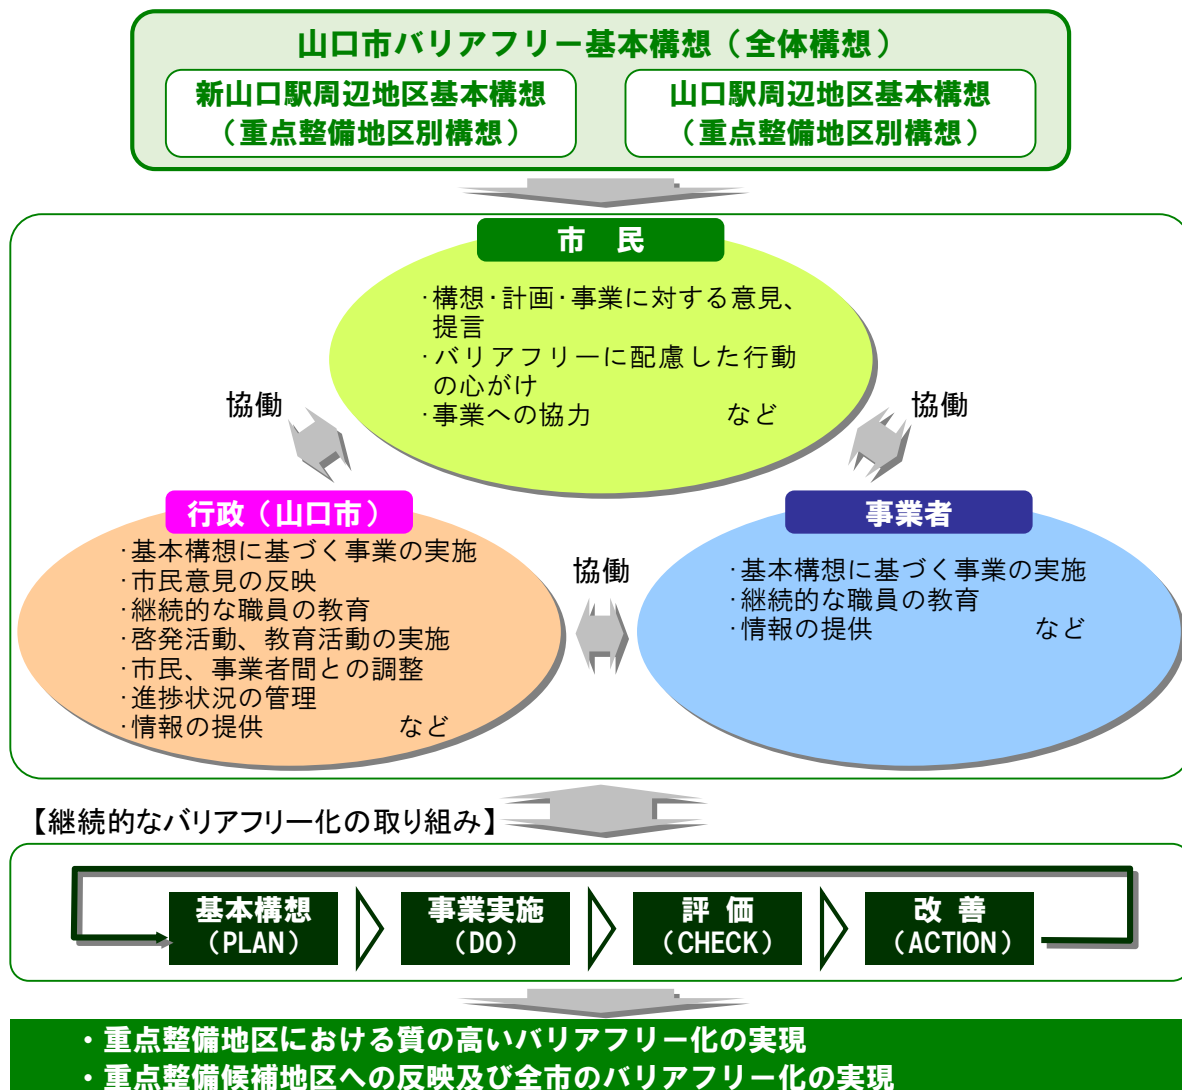 山口市バリアフリー基本構想（全体構想）
新山口駅周辺地区基本構想
（重点整備地区別構想）
山口駅周辺地区基本構想
（重点整備地区別構想）
市　民
・構想・計画・事業に対する意見、
提言
・バリアフリーに配慮した行動
の心がけ
・事業への協力　　　　　など
協働
協働
行政（山口市）
・基本構想に基づく事業の実施
・市民意見の反映
・継続的な職員の教育
・啓発活動、教育活動の実施
・市民、事業者間との調整
・進捗状況の管理
・情報の提供　　　　　など
協働
事業者
・基本構想に基づく事業の実施
・継続的な職員の教育
・情報の提供　　　　　　など
【継続的なバリアフリー化の取り組み】
基本構想
（PLAN）
事業実施
（DO）
評 価
（CHECK）
改 善
（ACTION）
・重点整備地区における質の高いバリアフリー化の実現
・重点整備候補地区への反映及び全市のバリアフリー化の実現